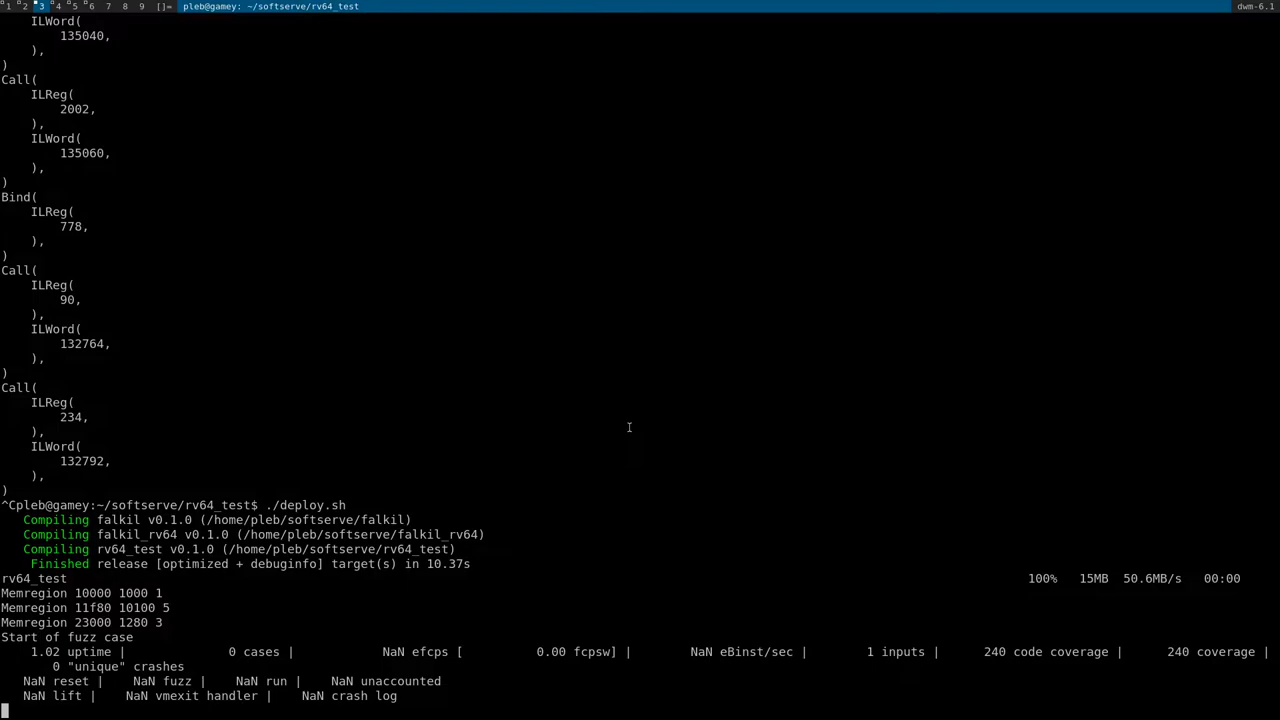 1 2 3 4 5 6 7 8 9 []= pleb@gamey: ~/softserve/rv64_test dwm-6.1
ILWord(
135040,
),
)
Call(
ILReg(
2002,
),
ILWord(
135060,
),
)
Bind(
ILReg(
778,
),
)
Call(
ILReg(
90,
),
ILWord(
132764,
),
)
Call(
ILReg(
234,
),
ILWord(
132792,
),
)
^Cpleb@gamey:~/softserve/rv64_test$ ./deploy.sh
Compiling falkil v0.1.0 (/home/pleb/softserve/falkil)
Compiling falkil_rv64 v0.1.0 (/home/pleb/softserve/falkil_rv64)
Compiling rv64_test v0.1.0 (/home/pleb/softserve/rv64_test)
Finished release [optimized + debuginfo] target(s) in 10.37s
rv64_test 100% 15MB 50.6MB/s 00:00
Memregion 10000 1000 1
Memregion 11f80 10100 5
Memregion 23000 1280 3
Start of fuzz case
1.02 uptime | 0 cases | NaN efcps [ 0.00 fcpsw] | NaN eBinst/sec | 1 inputs | 240 code coverage | 240 coverage |
0 "unique" crashes
NaN reset | NaN fuzz | NaN run | NaN unaccounted
NaN lift | NaN vmexit handler | NaN crash log